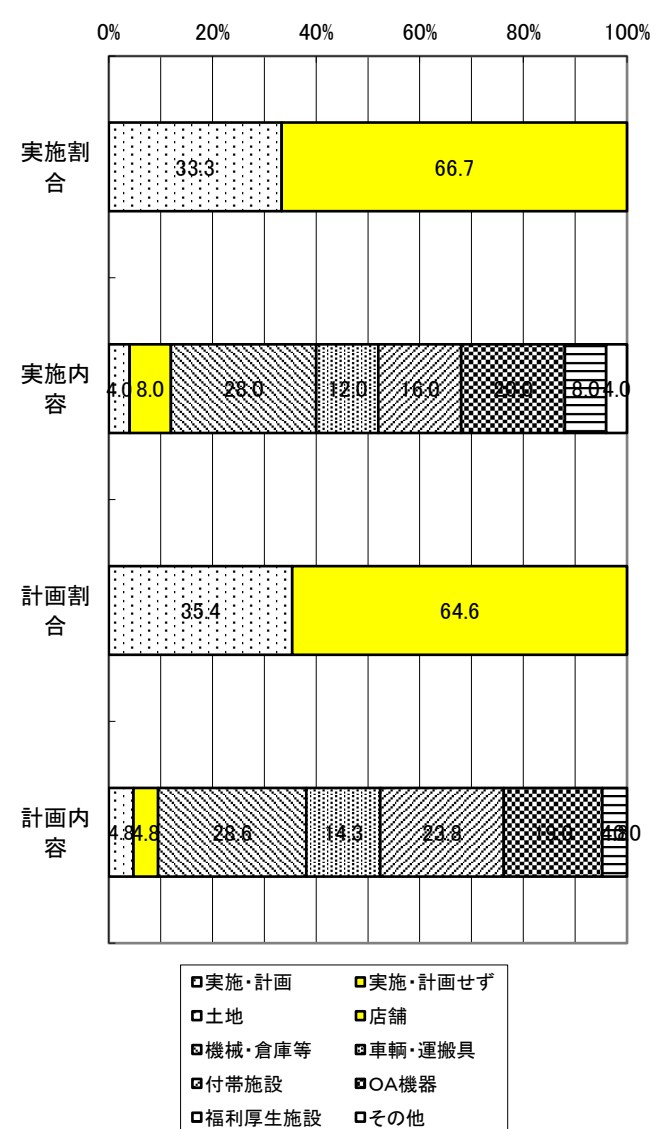 0% 20% 40% 60% 80% 100%
実施割
合
33.3 66.7
実施内
容
4.0 8.0 28.0 12.0 16.0 20.0 8.0 4.0
計画割
合
35.4 64.6
計画内
容
4.8 4.8 28.6 14.3 23.8 19.0
実施・計画 実施・計画せず
土地 店舗
機械・倉庫等 車輌・運搬具
付帯施設 OA機器
福利厚生施設 その他